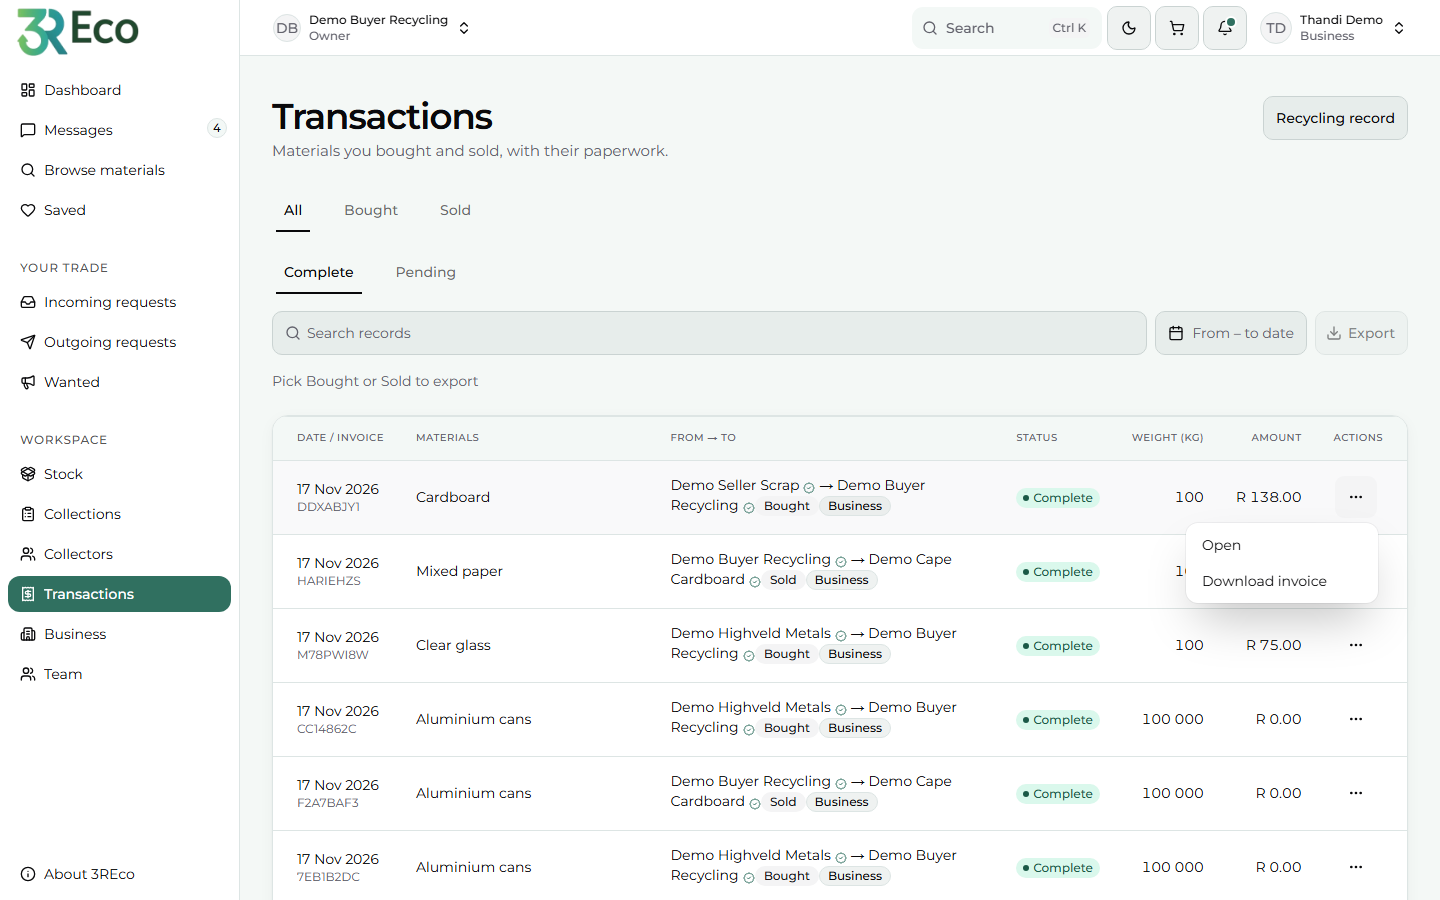 3R Eco
DB
Demo Buyer Recycling
Owner
Search
Ctrl K
TD
Thandi Demo
Business
Dashboard
Messages
4
Browse materials
Saved
YOUR TRADE
Incoming requests
Outgoing requests
Wanted
WORKSPACE
Stock
Collections
Collectors
Transactions
Business
Team
About 3REco
Transactions
Materials you bought and sold, with their paperwork.
Recycling record
All
Bought
Sold
Complete
Pending
Search records
From – to date
Export
Pick Bought or Sold to export
DATE / INVOICE
MATERIALS
FROM → TO
STATUS
WEIGHT (KG)
AMOUNT
ACTIONS
17 Nov 2026
DDXABJY1
Cardboard
Demo Seller Scrap → Demo Buyer
Recycling Bought Business
Complete
100
R 138.00
Open
Download invoice
17 Nov 2026
HARIEHZS
Mixed paper
Demo Buyer Recycling → Demo Cape
Cardboard Sold Business
Complete
17 Nov 2026
M78PWI8W
Clear glass
Demo Highveld Metals → Demo Buyer
Recycling Bought Business
Complete
100
R 75.00
17 Nov 2026
CC14862C
Aluminium cans
Demo Highveld Metals → Demo Buyer
Recycling Bought Business
Complete
100 000
R 0.00
17 Nov 2026
F2A7BAF3
Aluminium cans
Demo Buyer Recycling → Demo Cape
Cardboard Sold Business
Complete
100 000
R 0.00
17 Nov 2026
7EB1B2DC
Aluminium cans
Demo Highveld Metals → Demo Buyer
Recycling Bought Business
Complete
100 000
R 0.00